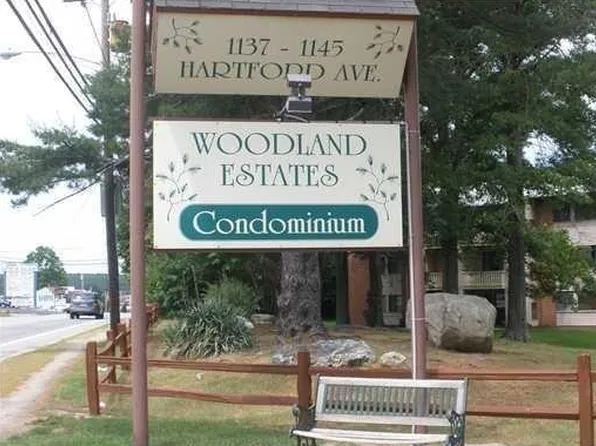 1137 - 1145
HARTFORD AVE.
WOODLAND
ESTATES
Condominium